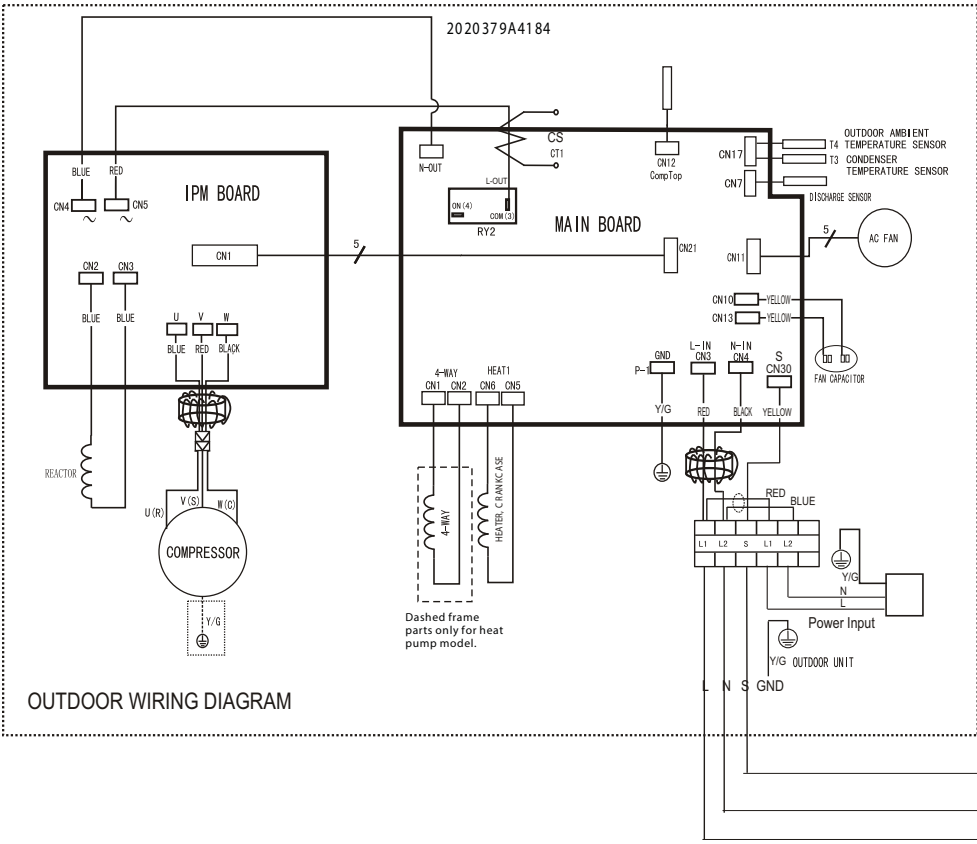 2020379A4184
BLUE
RED
IPM BOARD
CN4
CN5
CN1
CN2
CN3
BLUE
BLUE
U
V
W
BLUE
RED
BLACK
REACTOR
U(R)
V(S)
W(C)
COMPRESSOR
Y/G
5
N-OUT
L-OUT
ON(4)
COM(3)
RY2
CS
CT1
CN12
CompTop
MAIN BOARD
CN21
CN17
CN7
T4
OUTDOOR AMBIENT
TEMPERATURE SENSOR
T3
CONDENSER
TEMPERATURE SENSOR
DISCHARGE SENSOR
CN11
5
AC FAN
CN10
YELLOW
CN13
YELLOW
FAN CAPACITOR
4-WAY
CN1
CN2
HEAT1
CN6
CN5
4-WAY
HEATER, CRANKCASE
Dashed frame
parts only for heat
pump model.
GND
P-1
Y/G
L-IN
CN3
RED
N-IN
CN4
BLACK
S
CN30
YELLOW
RED
BLUE
L1
L2
S
L1
L2
Y/G
N
L
Power Input
Y/G
OUTDOOR UNIT
L N S GND
OUTDOOR WIRING DIAGRAM